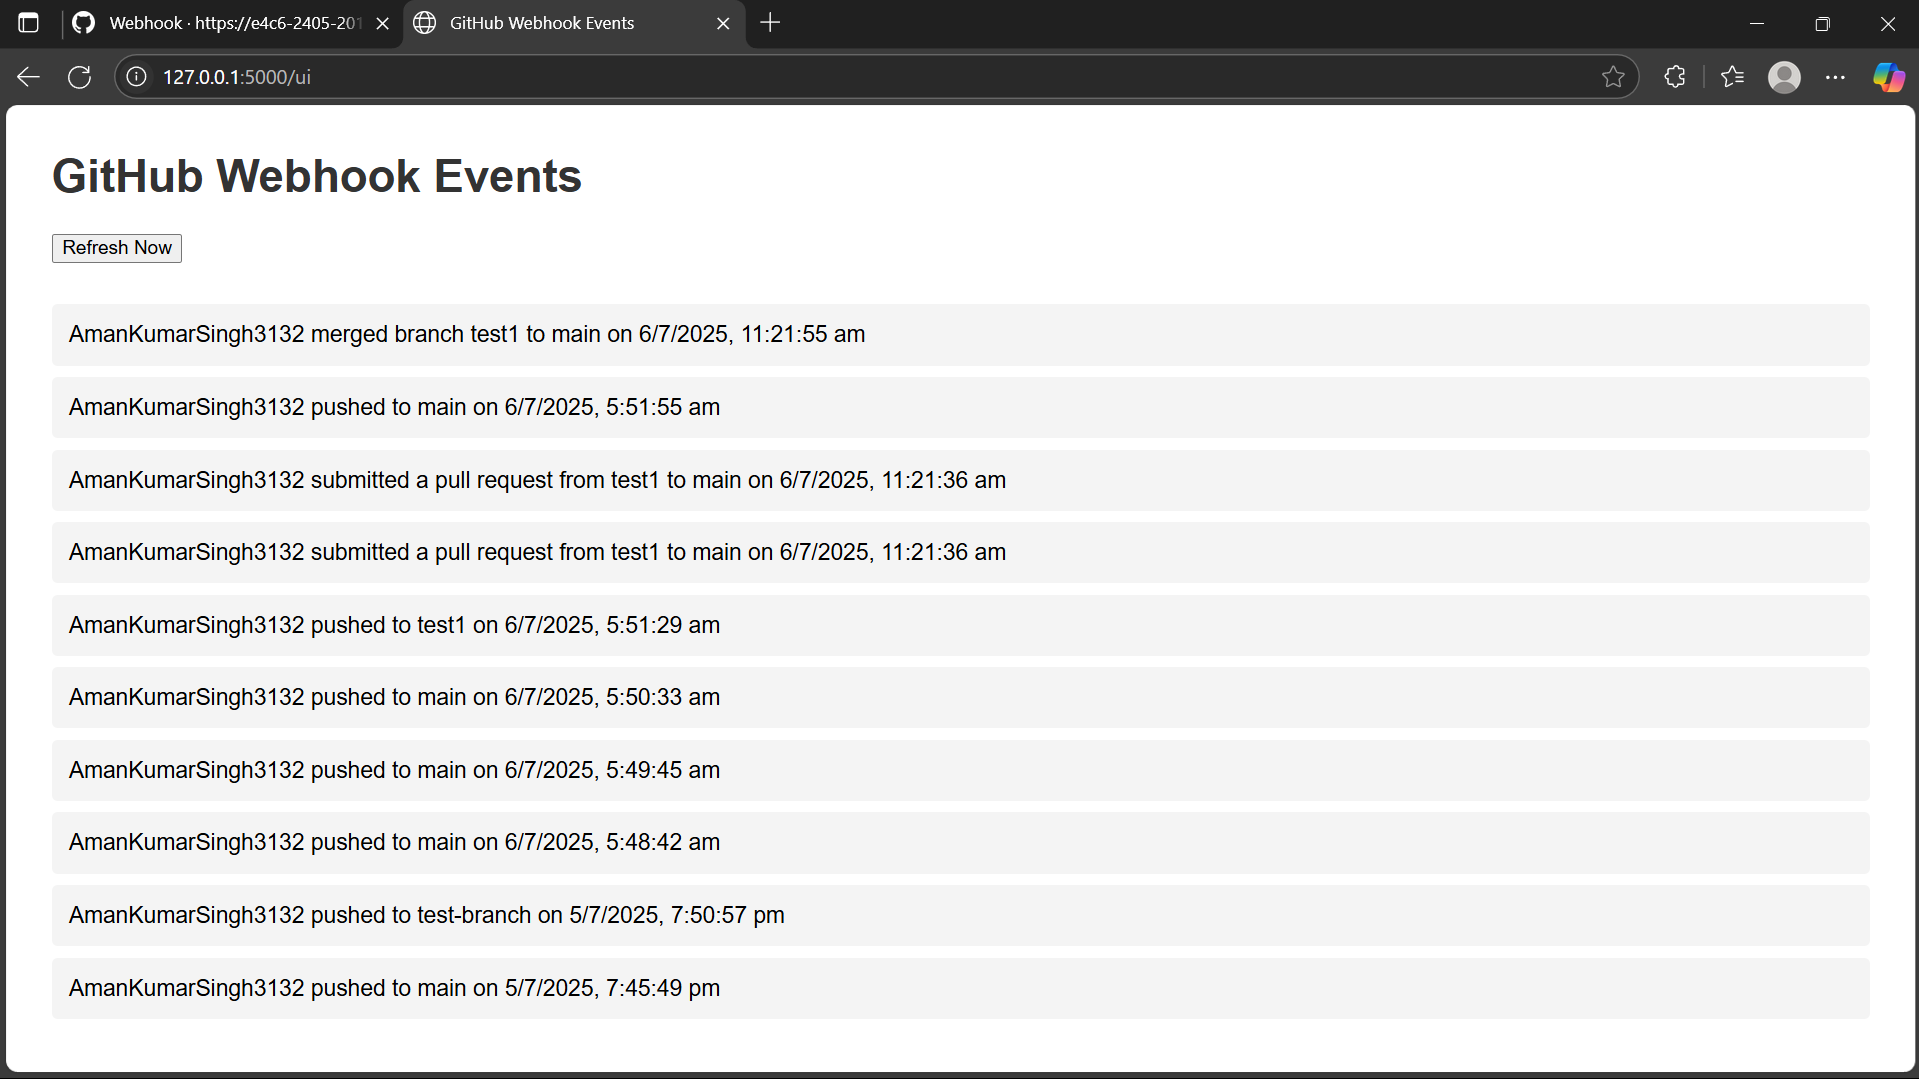 Webhook · https://e4c6-2405-201
GitHub Webhook Events
127.0.0.1:5000/ui
GitHub Webhook Events
Refresh Now
AmanKumarSingh3132 merged branch test1 to main on 6/7/2025, 11:21:55 am
AmanKumarSingh3132 pushed to main on 6/7/2025, 5:51:55 am
AmanKumarSingh3132 submitted a pull request from test1 to main on 6/7/2025, 11:21:36 am
AmanKumarSingh3132 submitted a pull request from test1 to main on 6/7/2025, 11:21:36 am
AmanKumarSingh3132 pushed to test1 on 6/7/2025, 5:51:29 am
AmanKumarSingh3132 pushed to main on 6/7/2025, 5:50:33 am
AmanKumarSingh3132 pushed to main on 6/7/2025, 5:49:45 am
AmanKumarSingh3132 pushed to main on 6/7/2025, 5:48:42 am
AmanKumarSingh3132 pushed to test-branch on 5/7/2025, 7:50:57 pm
AmanKumarSingh3132 pushed to main on 5/7/2025, 7:45:49 pm